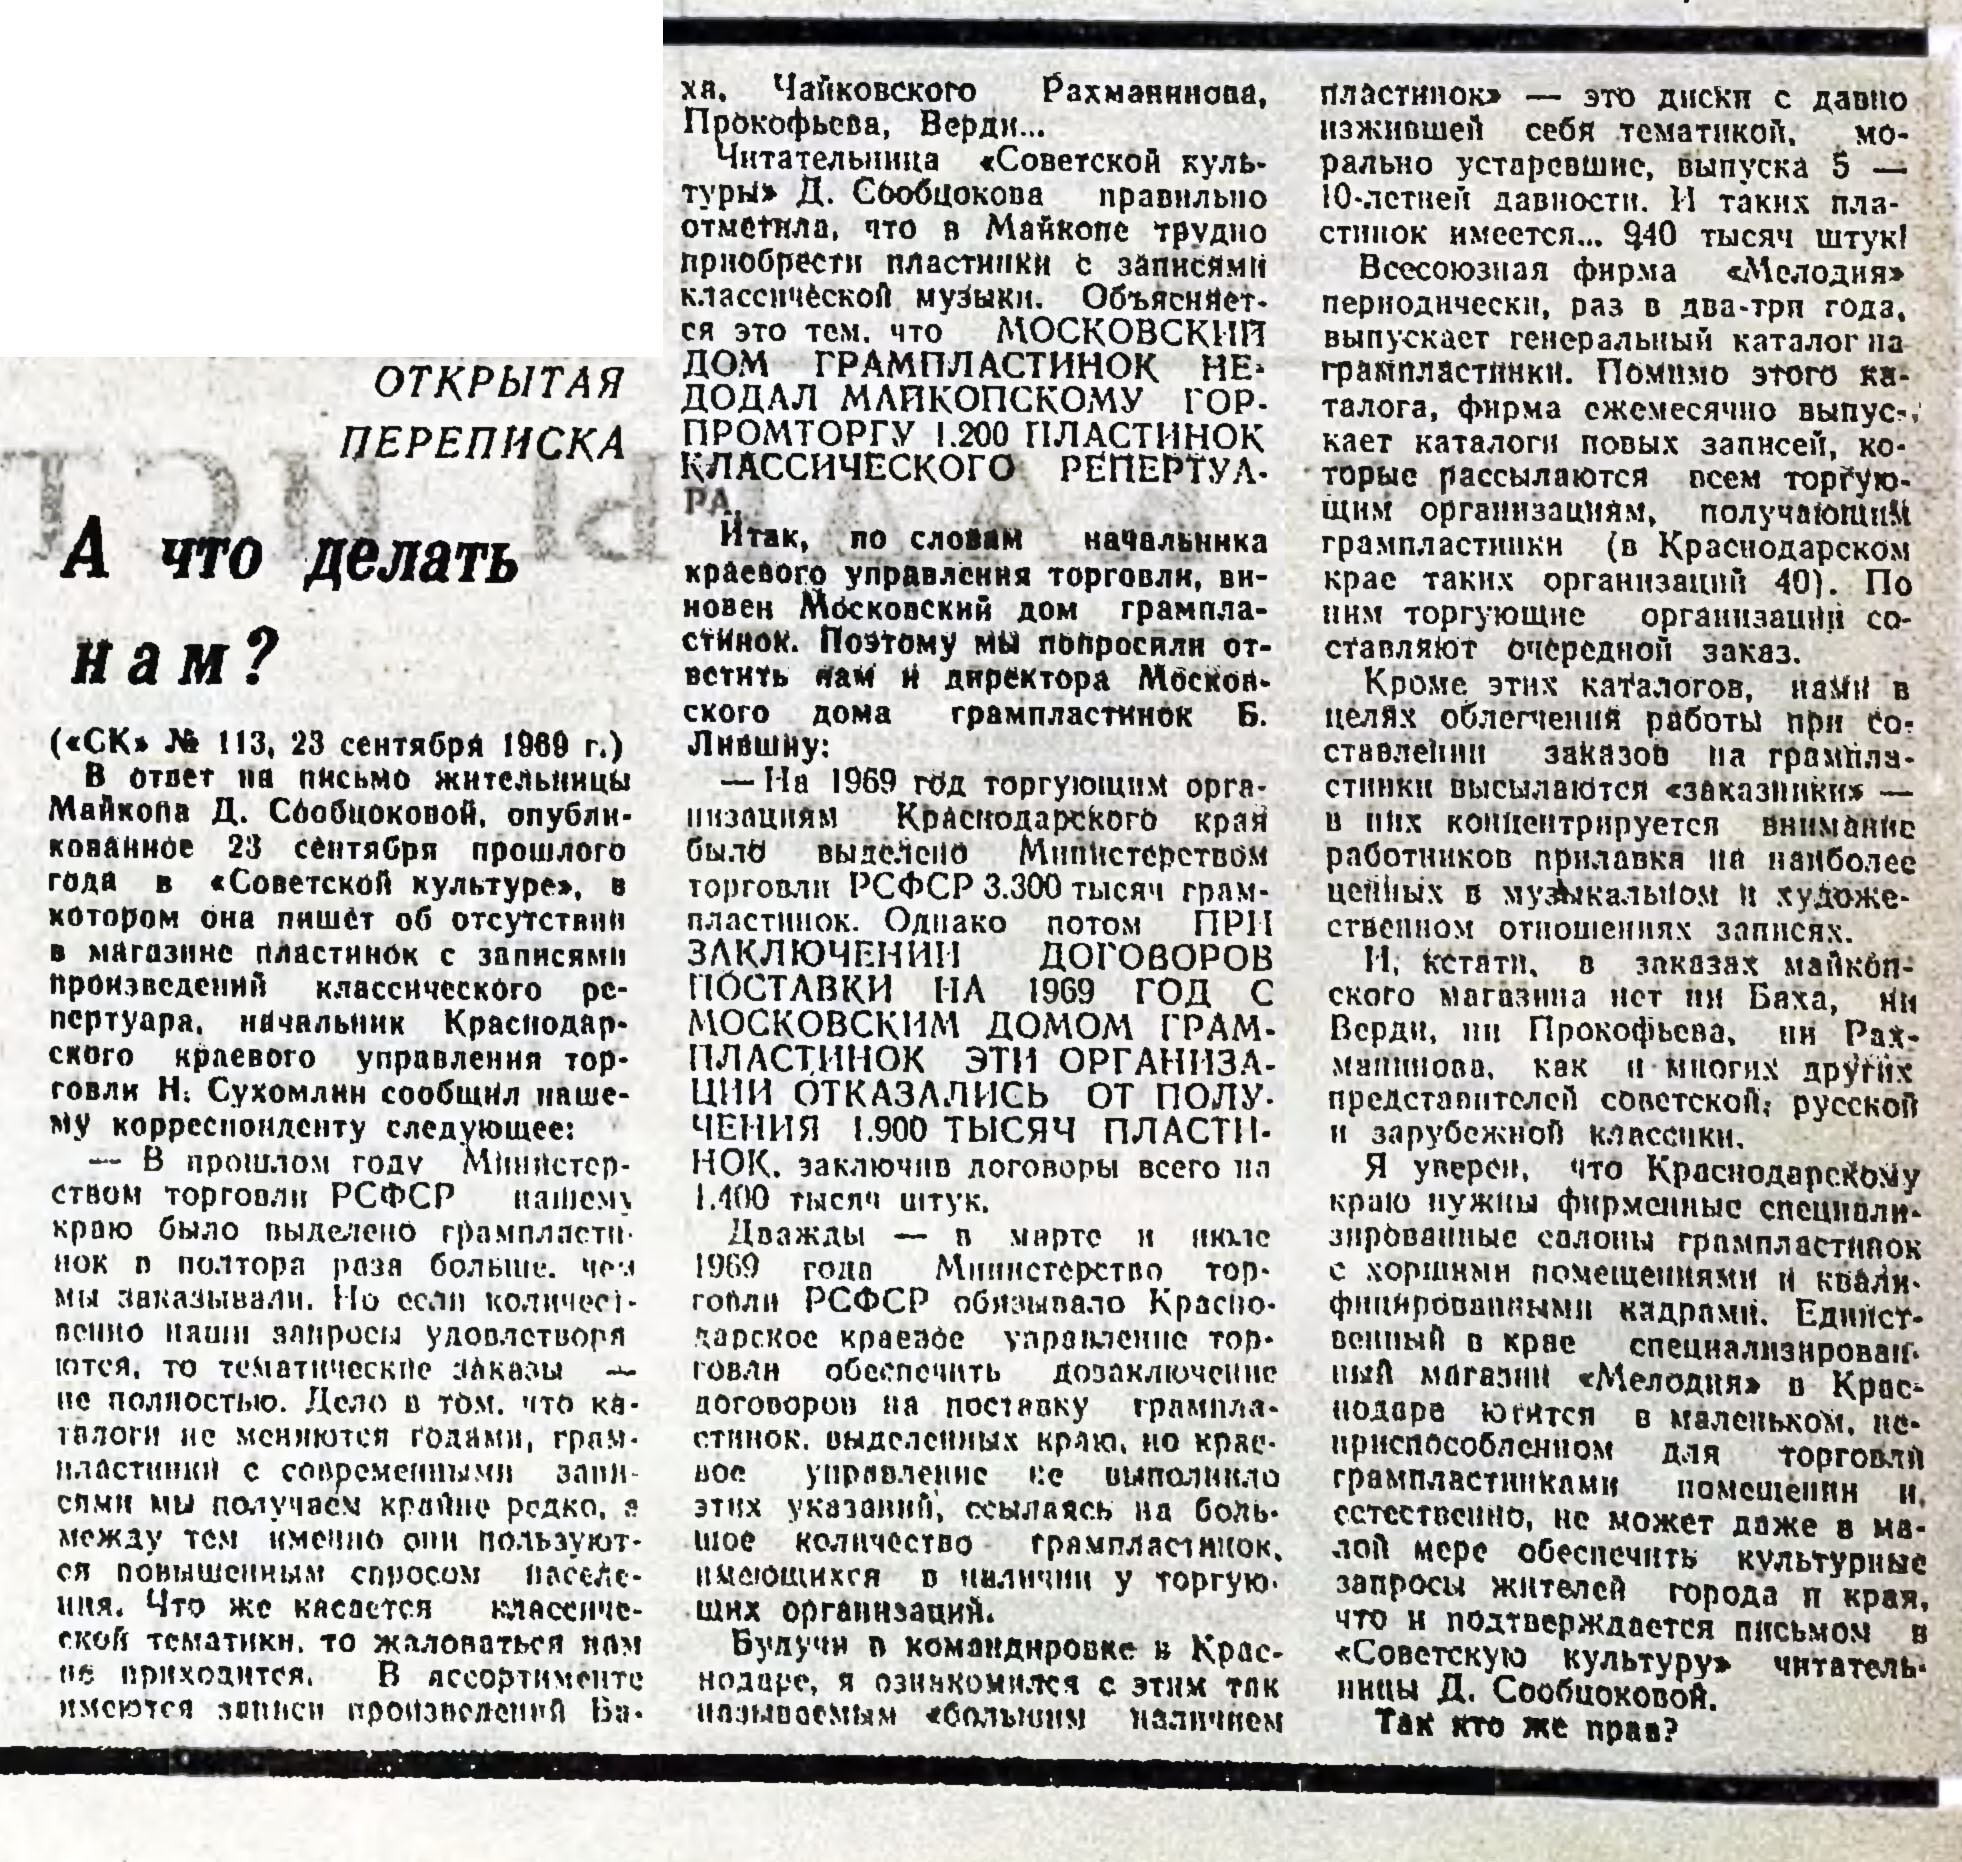 ОТКРЫТАЯ
ПЕРЕПИСКА
А что делать
нам?
(«СК» № 113, 23 сентября 1969 г.)
В ответ на письмо жительницы
Майкопа Д. Сообцоковой, опубли-
кованное 23 сентября прошлого
года в «Советской культуре», в
котором она пишет об отсутствии
в магазине пластинок с записями
произведений классического ре-
пертуара, начальник Краснодар-
ского краевого управления тор-
говли Н. Сухомлин сообщил наше-
му корреспонденту следующее:
— В прошлом году Министер-
ством торговли РСФСР нашему
краю было выделено грампласти-
нок в полтора раза больше, чем
мы заказывали. Но если количест-
венно наши запросы удовлетворя
ются, то тематические заказы —
не полностью. Дело в том, что ка-
талоги не меняются годами, грам-
пластинки с современными запи-
сями мы получаем крайне редко, а
между тем именно они пользуют-
ся повышенным спросом населе-
ния. Что же касается классиче-
ской тематики, то жаловаться нам
не приходится. В ассортименте
имеются записи произведений Ба-
ха, Чайковского Рахманинова,
Прокофьева, Верди...
Читательница «Советской куль-
туры» Д. Сообцокова правильно
отметила, что в Майкопе трудно
приобрести пластинки с записями
классической музыки. Объясняет-
ся это тем, что МОСКОВСКИЙ
ДОМ ГРАМПЛАСТИНОК НЕ-
ДОДАЛ МАЙКОПСКОМУ ГОР-
ПРОМТОРГУ 1.200 ПЛАСТИНОК
КЛАССИЧЕСКОГО РЕПЕРТУА-
РА.
Итак, по словам начальника
краевого управления торговли, ви-
новен Московский дом грампла-
стинок. Поэтому мы попросили от-
ветить нам и директора Москов-
ского дома грампластинок Б.
Лившину:
— На 1969 год торгующим орга-
низациям Краснодарского края
было выделено Министерством
торговли РСФСР 3.300 тысяч грам-
пластинок. Однако потом ПРИ
ЗАКЛЮЧЕНИИ ДОГОВОРОВ
ПОСТАВКИ НА 1969 ГОД С
МОСКОВСКИМ ДОМОМ ГРАМ-
ПЛАСТИНОК ЭТИ ОРГАНИЗА-
ЦИИ ОТКАЗАЛИСЬ ОТ ПОЛУ-
ЧЕНИЯ 1.900 ТЫСЯЧ ПЛАСТИ-
НОК, заключив договоры всего на
1.400 тысяч штук.
Дважды — в марте и июле
1969 года Министерство тор-
говли РСФСР обязывало Красно-
дарское краевое управление тор-
говли обеспечить дозаключение
договоров на поставку грампла-
стинок, выделенных краю, но крае-
вое управление не выполнило
этих указаний, ссылаясь на боль-
шое количество грампластинок,
имеющихся в наличии у торгую-
щих организаций.
Будучи в командировке в Крас-
нодаре, я ознакомился с этим так
называемым «большим наличием
пластинок» — это диски с давно
изжившей себя тематикой, мо-
рально устаревшие, выпуска 5 —
10-летней давности. И таких пла-
стинок имеется... 940 тысяч штук!
Всесоюзная фирма «Мелодия»
периодически, раз в два-три года,
выпускает генеральный каталог на
грампластинки. Помимо этого ка-
талога, фирма ежемесячно выпус-
кает каталоги новых записей, ко-
торые рассылаются всем торгую-
щим организациям, получающим
грампластинки (в Краснодарском
крае таких организаций 40). По
ним торгующие организации со-
ставляют очередной заказ.
Кроме этих каталогов, нами в
целях облегчения работы при со-
ставлении заказов на грампла-
стинки высылаются «заказники» —
в них концентрируется внимание
работников прилавка на наиболее
ценных в музыкальном и художе-
ственном отношениях записях.
И, кстати, в заказах майкоп-
ского магазина нет ни Баха, ни
Верди, ни Прокофьева, ни Рах-
манинова, как и многих других
представителей советской, русской
и зарубежной классики.
Я уверен, что Краснодарскому
краю нужны фирменные специали-
зированные салоны грампластинок
с хоршими помещениями и квали-
фицированными кадрами. Единст-
венный в крае специализирован-
ный магазин «Мелодия» в Крас-
нодаре ютится в маленьком, не-
приспособленном для торговли
грампластинками помещении и,
естественно, не может даже в ма-
лой мере обеспечить культурные
запросы жителей города и края,
что и подтверждается письмом в
«Советскую культуру» читатель-
ницы Д. Сообцоковой.
Так кто же прав?